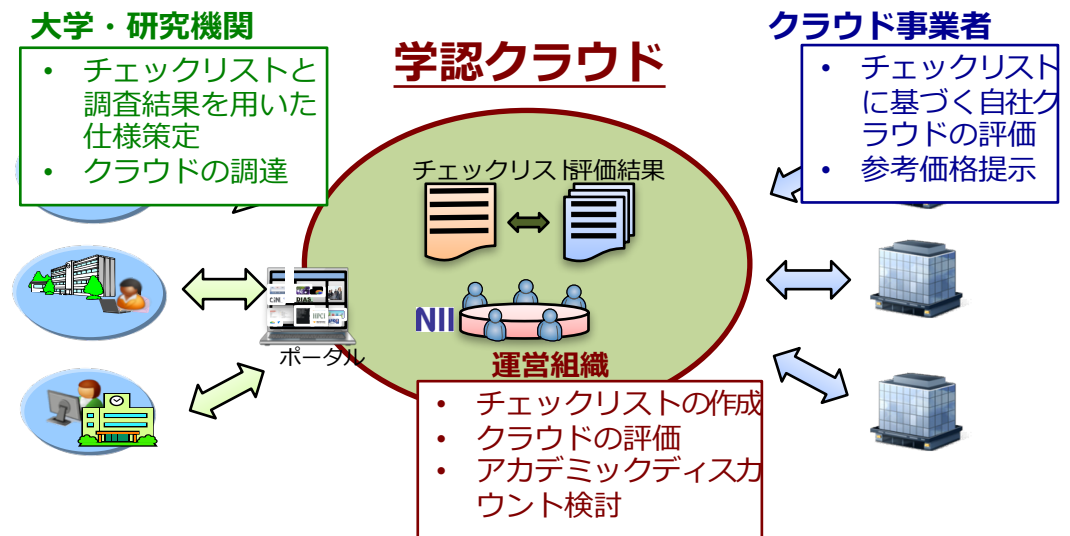 大学・研究機関
• チェックリストと
調査結果を用いた
仕様策定
• クラウドの調達
学認クラウド
クラウド事業者
• チェックリスト
に基づく自社ク
ラウドの評価
• 参考価格提示
チェックリスト
評価結果
NII
ポータル
運営組織
• チェックリストの作成
• クラウドの評価
• アカデミックディスカ
ウント検討
CiNii
DIAS
HPCI